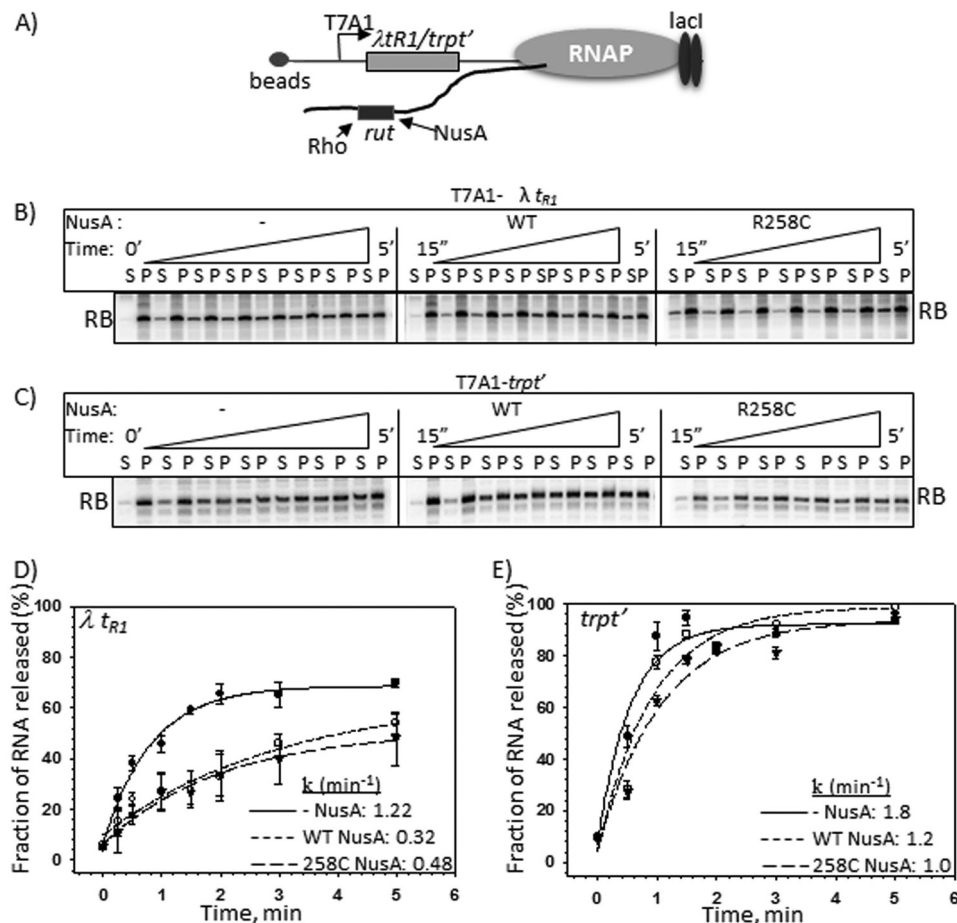 A)
T7A1
λtR1/trpt'
lacI
RNAP
beads
Rho
rut
NusA
B)
T7A1- λ tR1
NusA : - WT R258C
Time: 0' 5' 15" 5' 15" 5'
S P S P S P S P S P S P S P S P S P S P S P S P S P S P S P S P S P S P S P S P S P
RB RB
C)
T7A1-trpt'
NusA: - WT R258C
Time: 0' 5' 15" 5' 15" 5'
S P S P S P S P S P S P S P S P S P S P S P S P S P S P S P S P S P S P S P
RB RB
D)
λ tR1
Fraction of RNA released (%)
100
80
60
40
20
0
k (min-1)
- NusA: 1.22
WT NusA: 0.32
258C NusA: 0.48
0 1 2 3 4 5 6
Time, min
E)
trpt'
Fraction of RNA released (%)
100
80
60
40
20
0
k (min-1)
- NusA: 1.8
WT NusA: 1.2
258C NusA: 1.0
0 1 2 3 4 5 6
Time, min